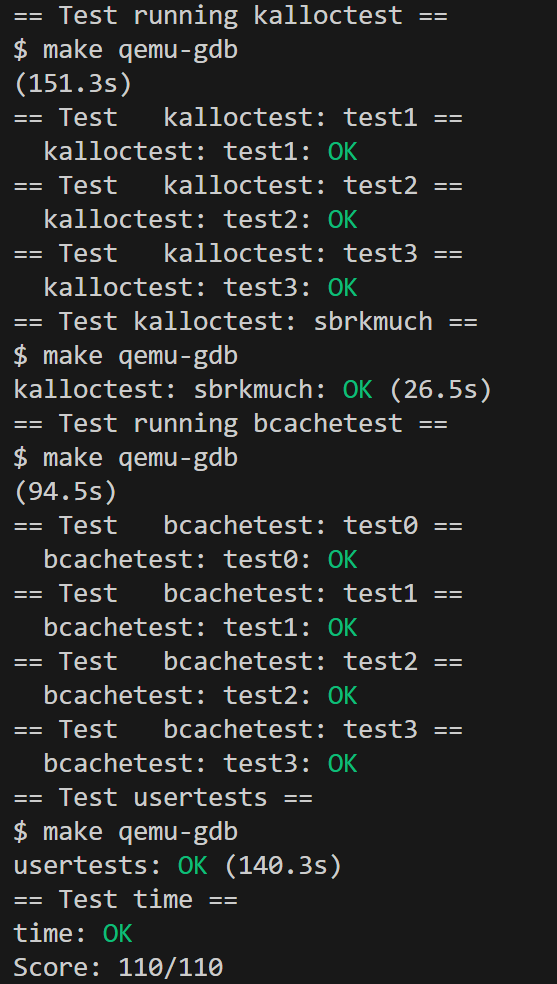 == Test running kalloctest ==
$ make qemu-gdb
(151.3s)
== Test   kalloctest: test1 ==
  kalloctest: test1: OK
== Test   kalloctest: test2 ==
  kalloctest: test2: OK
== Test   kalloctest: test3 ==
  kalloctest: test3: OK
== Test kalloctest: sbrkmuch ==
$ make qemu-gdb
kalloctest: sbrkmuch: OK (26.5s)
== Test running bcachetest ==
$ make qemu-gdb
(94.5s)
== Test   bcachetest: test0 ==
  bcachetest: test0: OK
== Test   bcachetest: test1 ==
  bcachetest: test1: OK
== Test   bcachetest: test2 ==
  bcachetest: test2: OK
== Test   bcachetest: test3 ==
  bcachetest: test3: OK
== Test usertests ==
$ make qemu-gdb
usertests: OK (140.3s)
== Test time ==
time: OK
Score: 110/110